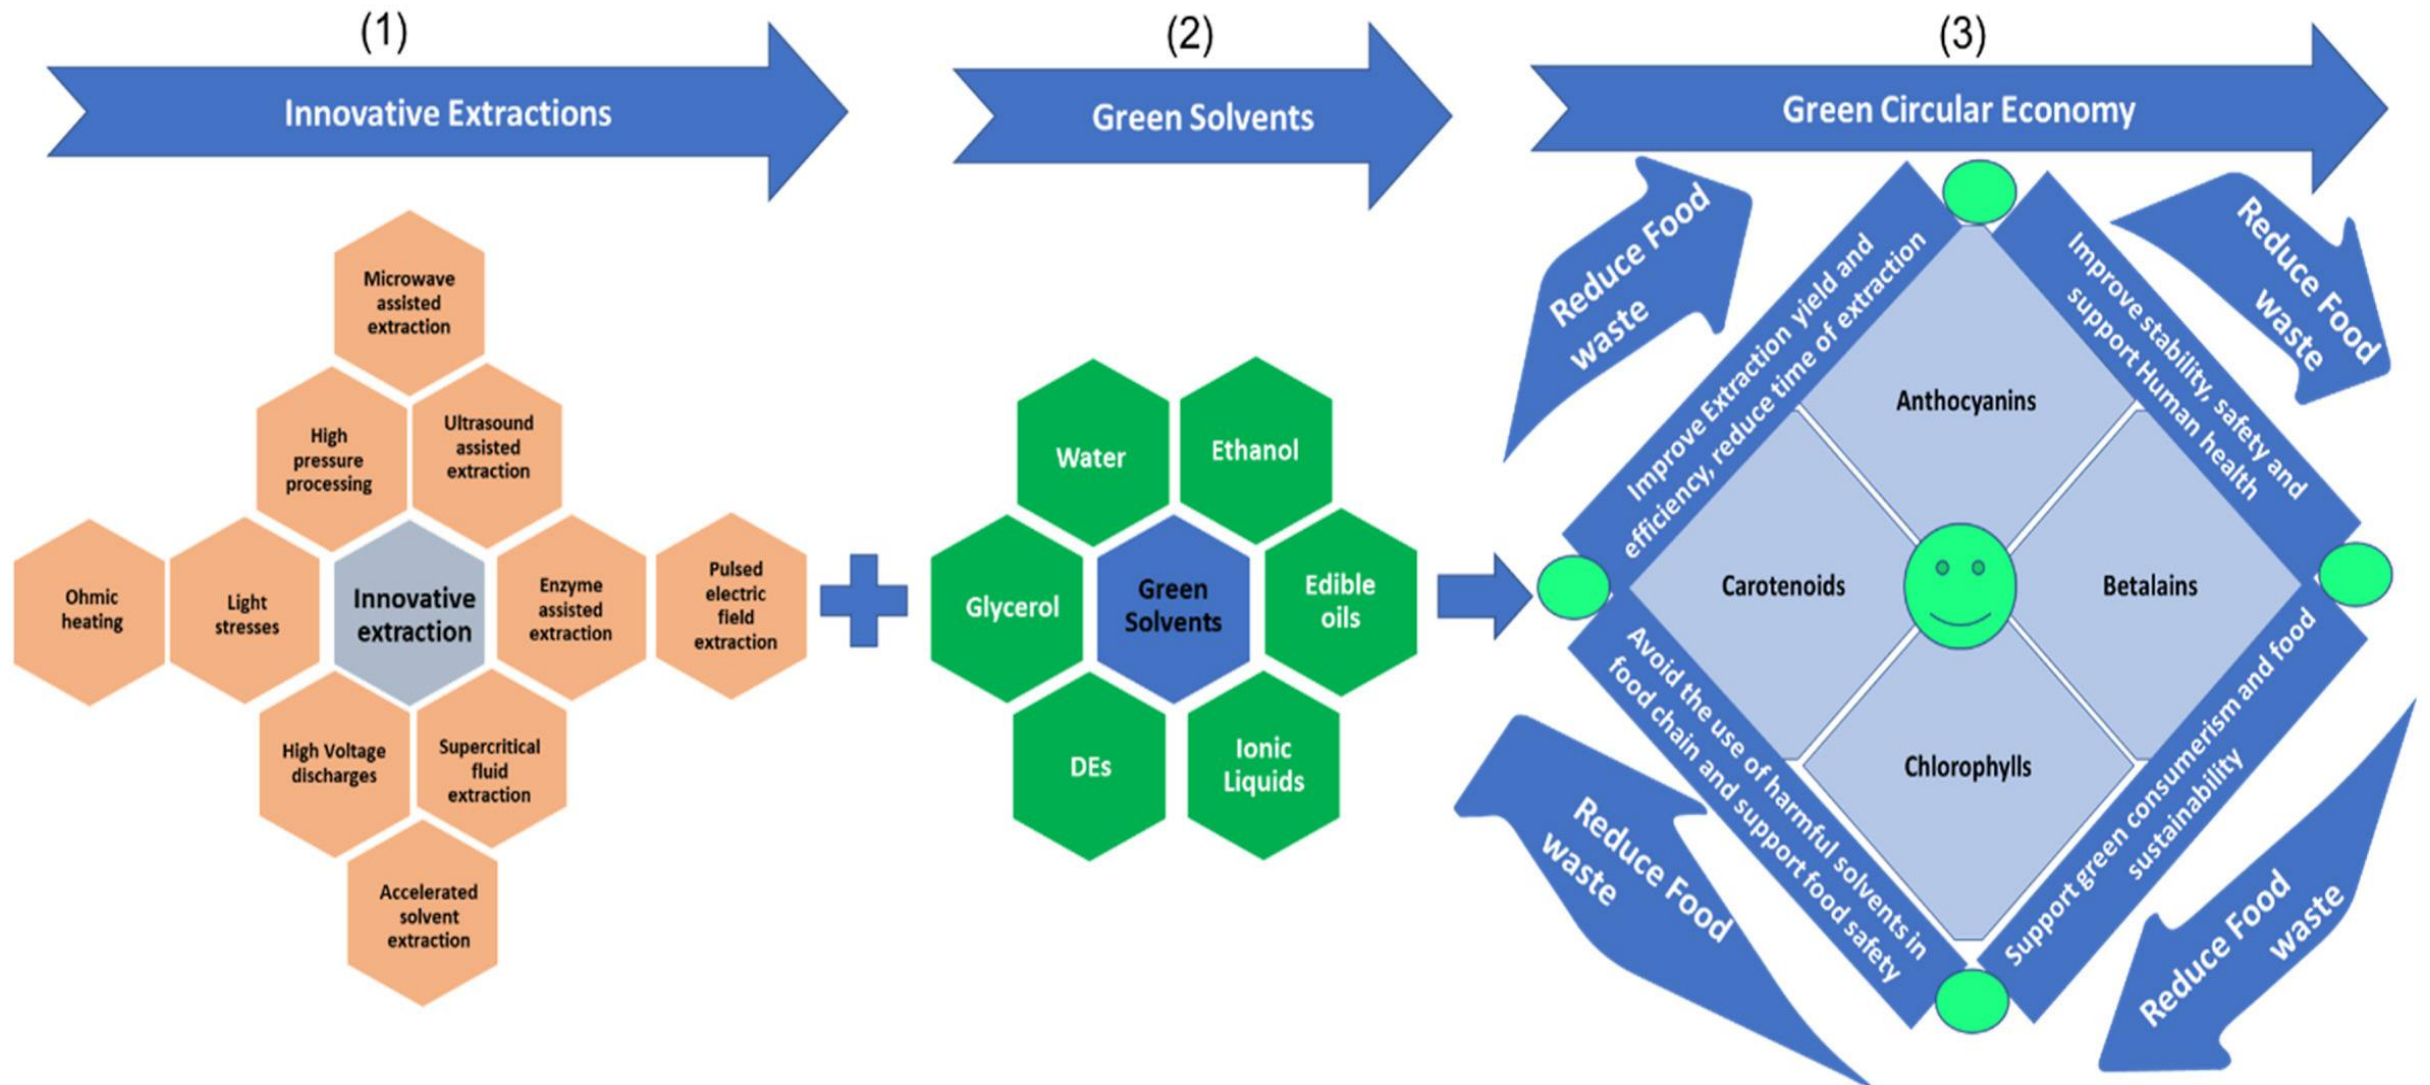 (1)
Innovative Extractions
(2)
Green Solvents
(3)
Green Circular Economy
Microwave
assisted
extraction
High
pressure
processing
Ultrasound
assisted
extraction
Ohmic
heating
Light
stresses
Innovative
extraction
Enzyme
assisted
extraction
Pulsed
electric
field
extraction
High Voltage
discharges
Supercritical
fluid
extraction
Accelerated
solvent
extraction
Water
Ethanol
Glycerol
Green
Solvents
Edible
oils
DEs
Ionic
Liquids
Reduce Food
waste
Improve Extraction yield and
efficiency, reduce time of extraction
Improve stability, safety and
support Human health
Reduce Food
waste
Anthocyanins
Carotenoids
Betalains
Chlorophylls
Avoid the use of harmful solvents in
food chain and support food safety
Support green consumerism and food
sustainability
Reduce Food
waste
Reduce Food
waste